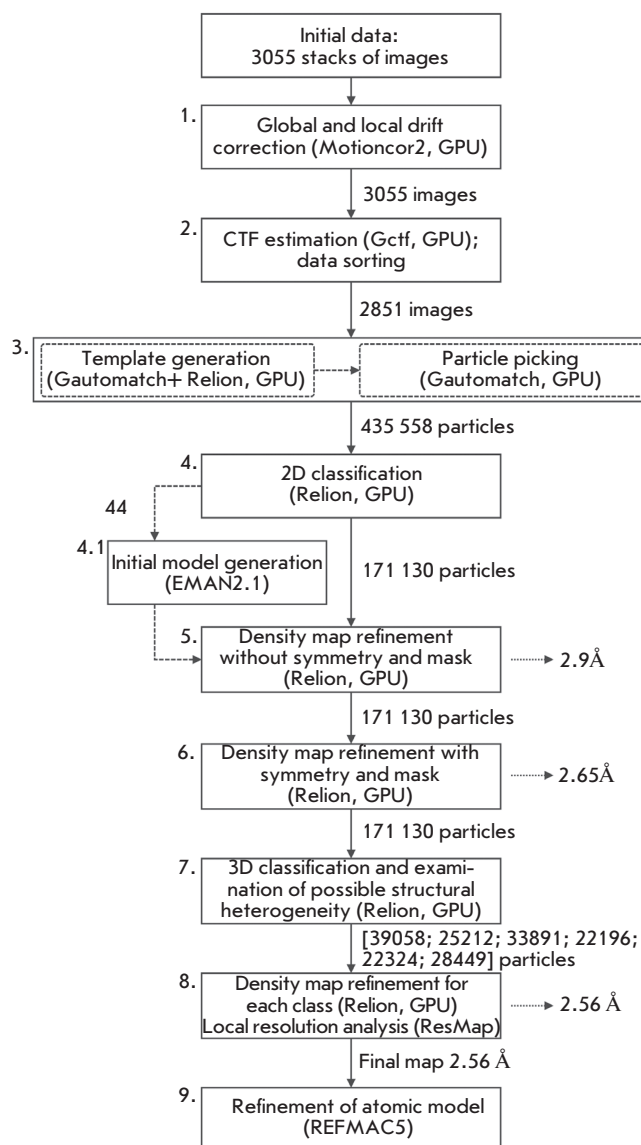 Initial data:
3055 stacks of images
1.
Global and local drift
correction (Motioncor2, GPU)
3055 images
2.
CTF estimation (Gctf, GPU);
data sorting
2851 images
3.
Template generation
(Gautomatch+ Relion, GPU)
Particle picking
(Gautomatch, GPU)
435 558 particles
4.
2D classification
(Relion, GPU)
44
4.1
Initial model generation
(EMAN2.1)
171 130 particles
5.
Density map refinement
without symmetry and mask
(Relion, GPU)
2.9Å
171 130 particles
6.
Density map refinement with
symmetry and mask
(Relion, GPU)
2.65Å
171 130 particles
7.
3D classification and exami-
nation of possible structural
heterogeneity (Relion, GPU)
[39058; 25212; 33891; 22196;
22324; 28449] particles
8.
Density map refinement for
each class (Relion, GPU)
Local resolution analysis (ResMap)
2.56 Å
Final map 2.56 Å
9.
Refinement of atomic model
(REFMAC5)